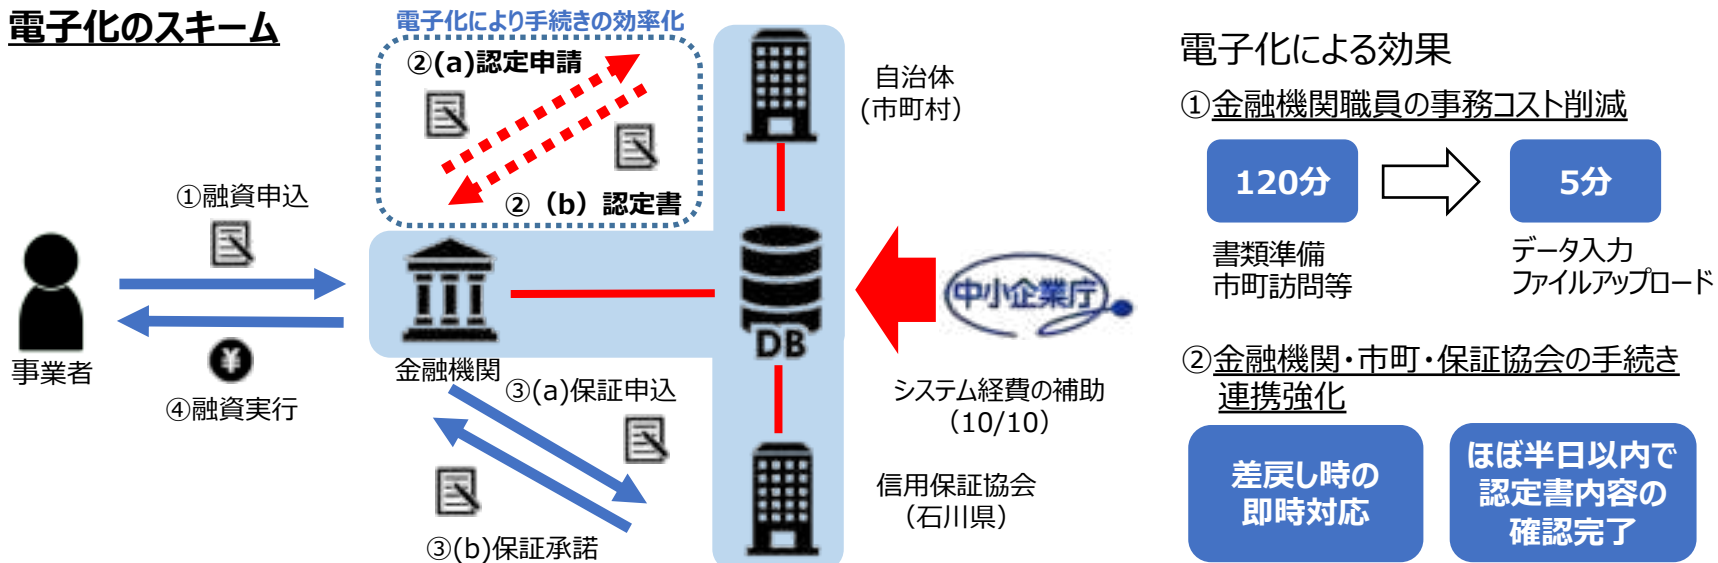 電子化のスキーム
電子化により手続きの効率化
②(a)認定申請
②（b）認定書
自治体
(市町村）
①融資申込
事業者
④融資実行
金融機関
DB
中小企業庁
システム経費の補助
（10/10）
③(a)保証申込
③(b)保証承諾
信用保証協会
（石川県）
電子化による効果
①金融機関職員の事務コスト削減
120分
5分
書類準備
市町訪問等
データ入力
ファイルアップロード
②金融機関・市町・保証協会の手続き
連携強化
差戻し時の
即時対応
ほぼ半日以内で
認定書内容の
確認完了